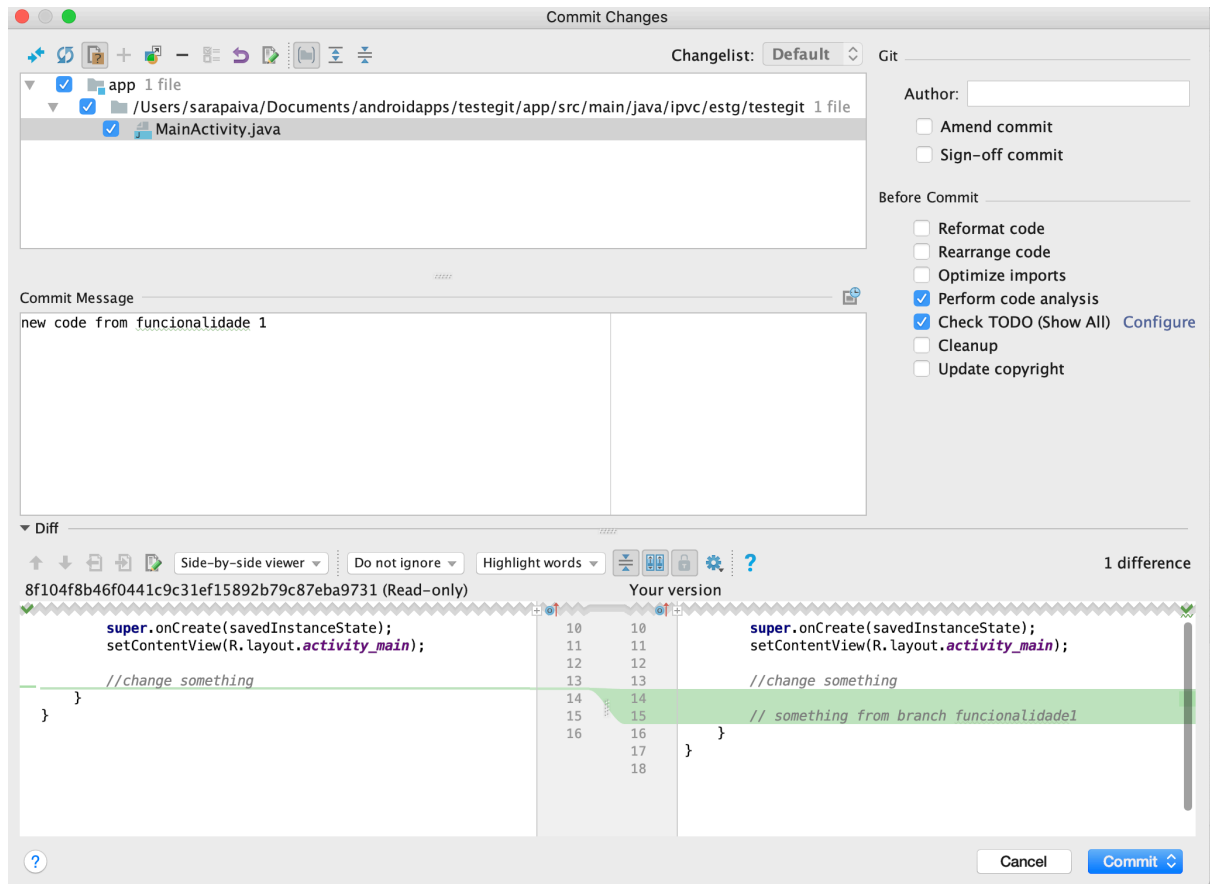 Commit Changes
Changelist: Default
Git
app 1 file
/Users/sarapaiva/Documents/androidapps/testegit/app/src/main/java/ipvc/estg/testegit 1 file
MainActivity.java
Author:
Amend commit
Sign-off commit
Before Commit
Reformat code
Rearrange code
Optimize imports
Perform code analysis
Check TODO (Show All) Configure
Cleanup
Update copyright
Commit Message
new code from funcionalidade 1
Diff
Side-by-side viewer Do not ignore Highlight words ? 1 difference
8f104f8b46f0441c9c31ef15892b79c87eba9731 (Read-only) Your version
super.onCreate(savedInstanceState); 10 10 super.onCreate(savedInstanceState);
setContentView(R.layout.activity_main); 11 11 setContentView(R.layout.activity_main);
12 12
//change something 13 13 //change something
} 14 14
} 15 15 // something from branch funcionalidade1
16 16 }
17 }
18
? Cancel Commit